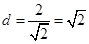 d = 2/√2 = √2